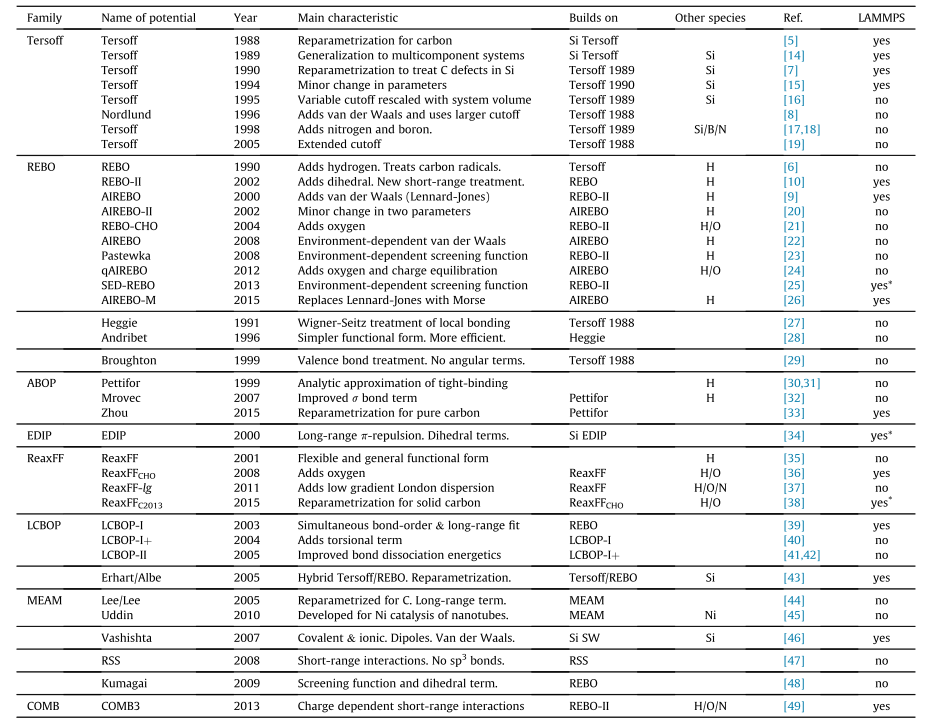 Family Name of potential Year Main characteristic Builds on Other species Ref. LAMMPS
Tersoff Tersoff 1988 Reparametrization for carbon Si Tersoff [5] yes
Tersoff 1989 Generalization to multicomponent systems Si Tersoff Si [14] yes
Tersoff 1990 Reparametrization to treat C defects in Si Tersoff 1989 Si [7] yes
Tersoff 1994 Minor change in parameters Tersoff 1990 Si [15] yes
Tersoff 1995 Variable cutoff rescaled with system volume Tersoff 1989 Si [16] no
Nordlund 1996 Adds van der Waals and uses larger cutoff Tersoff 1988 [8] no
Tersoff 1998 Adds nitrogen and boron. Tersoff 1989 Si/B/N [17,18] no
Tersoff 2005 Extended cutoff Tersoff 1988 [19] no
REBO REBO 1990 Adds hydrogen. Treats carbon radicals. Tersoff H [6] no
REBO-II 2002 Adds dihedral. New short-range treatment. REBO H [10] yes
AIREBO 2000 Adds van der Waals (Lennard-Jones) REBO-II H [9] yes
AIREBO-II 2002 Minor change in two parameters AIREBO H [20] no
REBO-CHO 2004 Adds oxygen REBO-II H/O [21] no
AIREBO 2008 Environment-dependent van der Waals AIREBO H [22] no
Pastewka 2008 Environment-dependent screening function REBO-II H [23] no
qAIREBO 2012 Adds oxygen and charge equilibration AIREBO H/O [24] no
SED-REBO 2013 Environment-dependent screening function REBO-II [25] yes*
AIREBO-M 2015 Replaces Lennard-Jones with Morse AIREBO H [26] yes
Heggie 1991 Wigner-Seitz treatment of local bonding Tersoff 1988 [27] no
Andribet 1996 Simpler functional form. More efficient. Heggie [28] no
Broughton 1999 Valence bond treatment. No angular terms. Tersoff 1988 [29] no
ABOP Pettifor 1999 Analytic approximation of tight-binding H [30,31] no
Mrovec 2007 Improved σ bond term Pettifor H [32] no
Zhou 2015 Reparametrization for pure carbon Pettifor [33] yes
EDIP EDIP 2000 Long-range π-repulsion. Dihedral terms. Si EDIP [34] yes*
ReaxFF ReaxFF 2001 Flexible and general functional form H [35] no
ReaxFFCHO 2008 Adds oxygen ReaxFF H/O [36] yes
ReaxFF-lg 2011 Adds low gradient London dispersion ReaxFF H/O/N [37] no
ReaxFFC2013 2015 Reparametrization for solid carbon ReaxFFCHO H/O [38] yes*
LCBOP LCBOP-I 2003 Simultaneous bond-order & long-range fit REBO [39] yes
LCBOP-I+ 2004 Adds torsional term LCBOP-I [40] no
LCBOP-II 2005 Improved bond dissociation energetics LCBOP-I+ [41,42] no
Erhart/Albe 2005 Hybrid Tersoff/REBO. Reparametrization. Tersoff/REBO Si [43] yes
MEAM Lee/Lee 2005 Reparametrized for C. Long-range term. MEAM [44] no
Uddin 2010 Developed for Ni catalysis of nanotubes. MEAM Ni [45] no
Vashishta 2007 Covalent & ionic. Dipoles. Van der Waals. Si SW Si [46] yes
RSS 2008 Short-range interactions. No sp³ bonds. RSS [47] no
Kumagai 2009 Screening function and dihedral term. REBO [48] no
COMB COMB3 2013 Charge dependent short-range interactions REBO-II H/O/N [49] yes